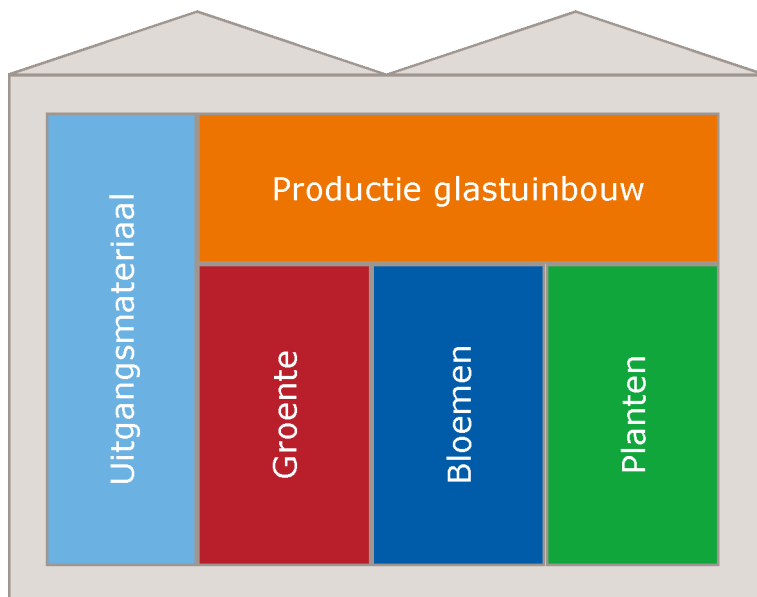 Uitgangsmateriaal
Productie glastuinbouw
Groente
Bloemen
Planten